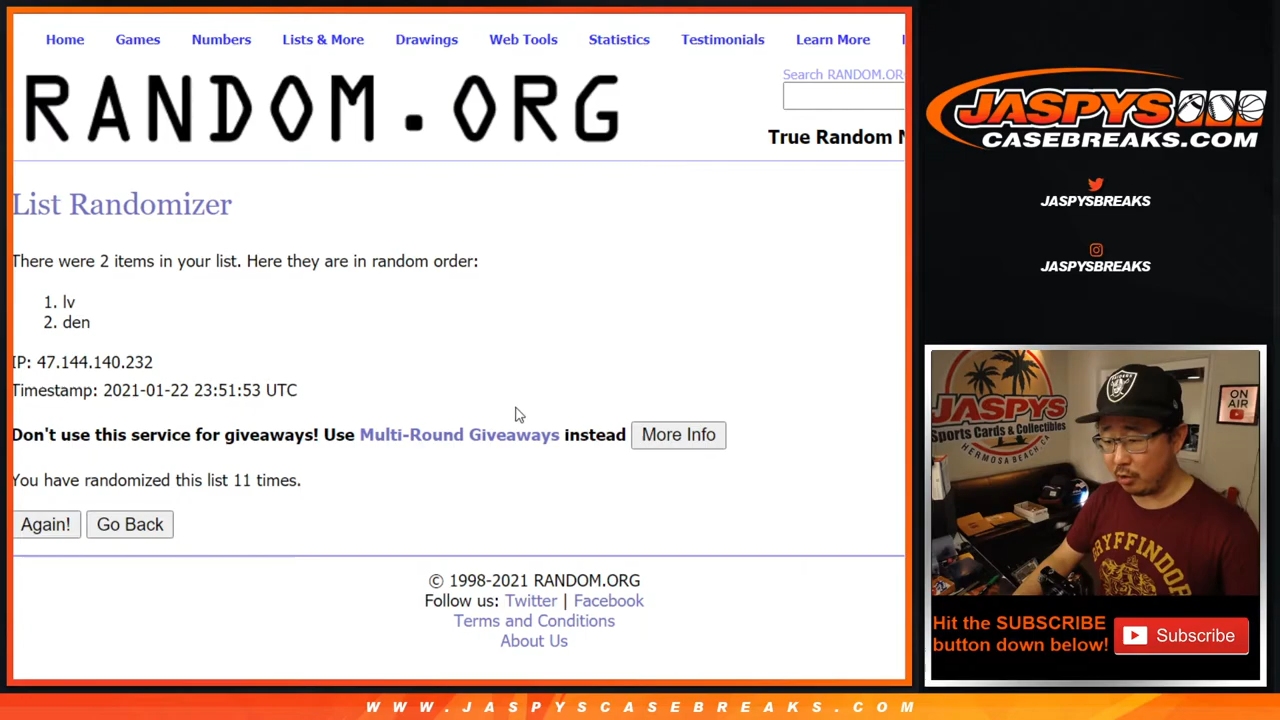 Home Games Numbers Lists & More Drawings Web Tools Statistics Testimonials Learn More
RANDOM.ORG
Search RANDOM.OR
True Random
List Randomizer
There were 2 items in your list. Here they are in random order:
1. lv
2. den
IP: 47.144.140.232
Timestamp: 2021-01-22 23:51:53 UTC
Don't use this service for giveaways! Use Multi-Round Giveaways instead More Info
You have randomized this list 11 times.
Again! Go Back
© 1998-2021 RANDOM.ORG
Follow us: Twitter | Facebook
Terms and Conditions
About Us
JASPYS
CASEBREAKS.COM
JASPYSBREAKS
JASPYSBREAKS
RAIDERS
JASPYS
Sports Cards & Collectibles
HERMOSA BEACH, CA
ON AIR
GRYFFINDOR
Hit the SUBSCRIBE
button down below!
Subscribe
WWW.JASPYSCASEBREAKS.COM